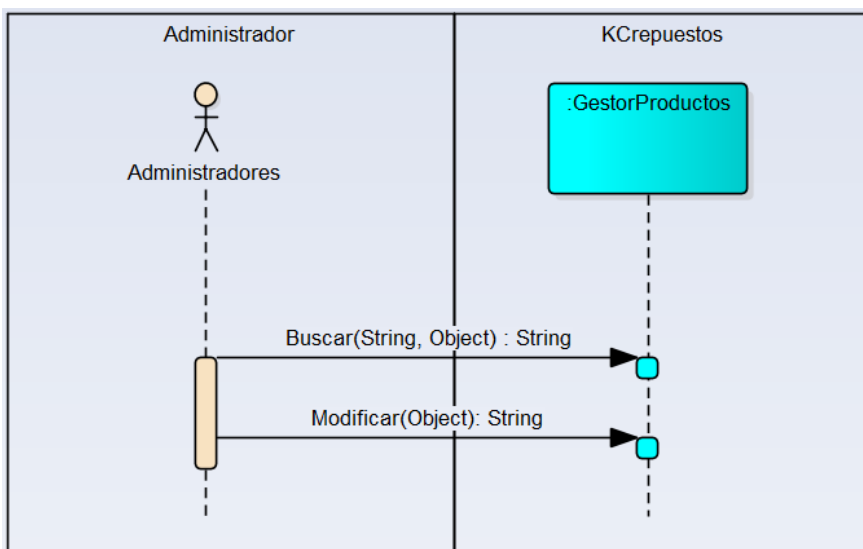 Administrador
KCrepuestos
:GestorProductos
Administradores
Buscar(String, Object) : String
Modificar(Object): String